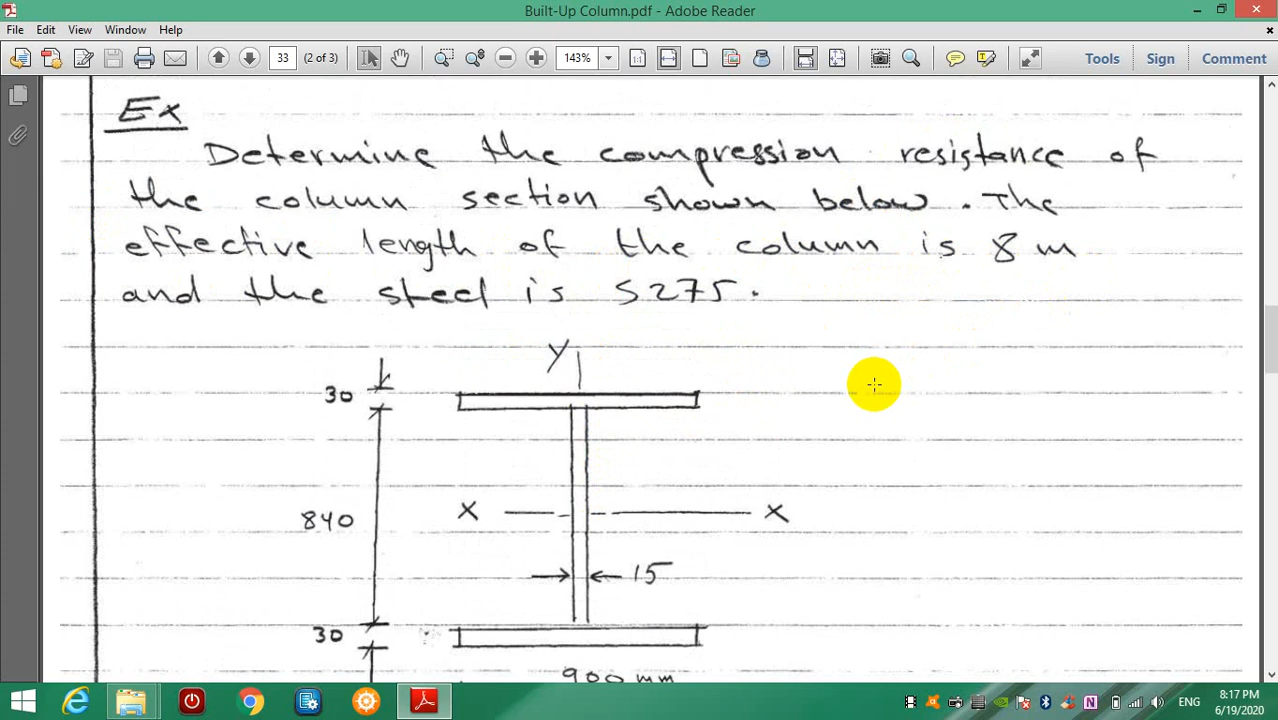 Built-Up Column.pdf - Adobe Reader
File Edit View Window Help
33 (2 of 3) 143% Tools Sign Comment
Ex
Determine the compression resistance of
the column section shown below. The
effective length of the column is 8 m
and the steel is S275.
Y
30
X X
840
15
30
900 mm
N
ENG
8:17 PM
6/19/2020